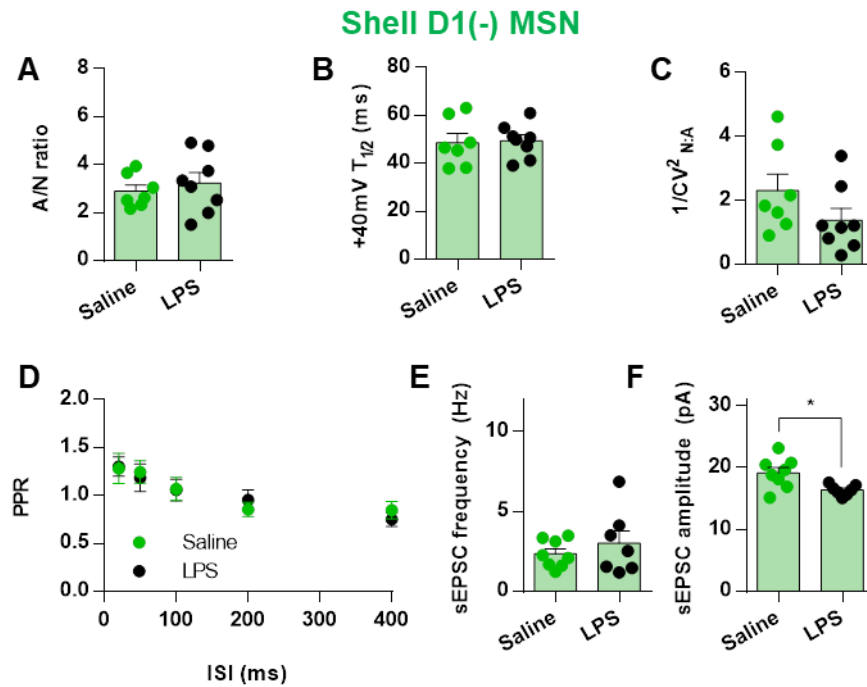 Shell D1(-) MSN
A
A/N ratio
8
6
4
2
0
Saline
LPS
B
+40mV T1/2 (ms)
80
60
40
20
0
Saline
LPS
C
1/CV2 N:A
6
4
2
0
Saline
LPS
D
PPR
2.0
1.5
1.0
0.5
0.0
Saline
LPS
0
100
200
300
400
ISI (ms)
E
sEPSC frequency (Hz)
10
5
0
Saline
LPS
F
sEPSC amplitude (pA)
30
20
10
0
*
Saline
LPS